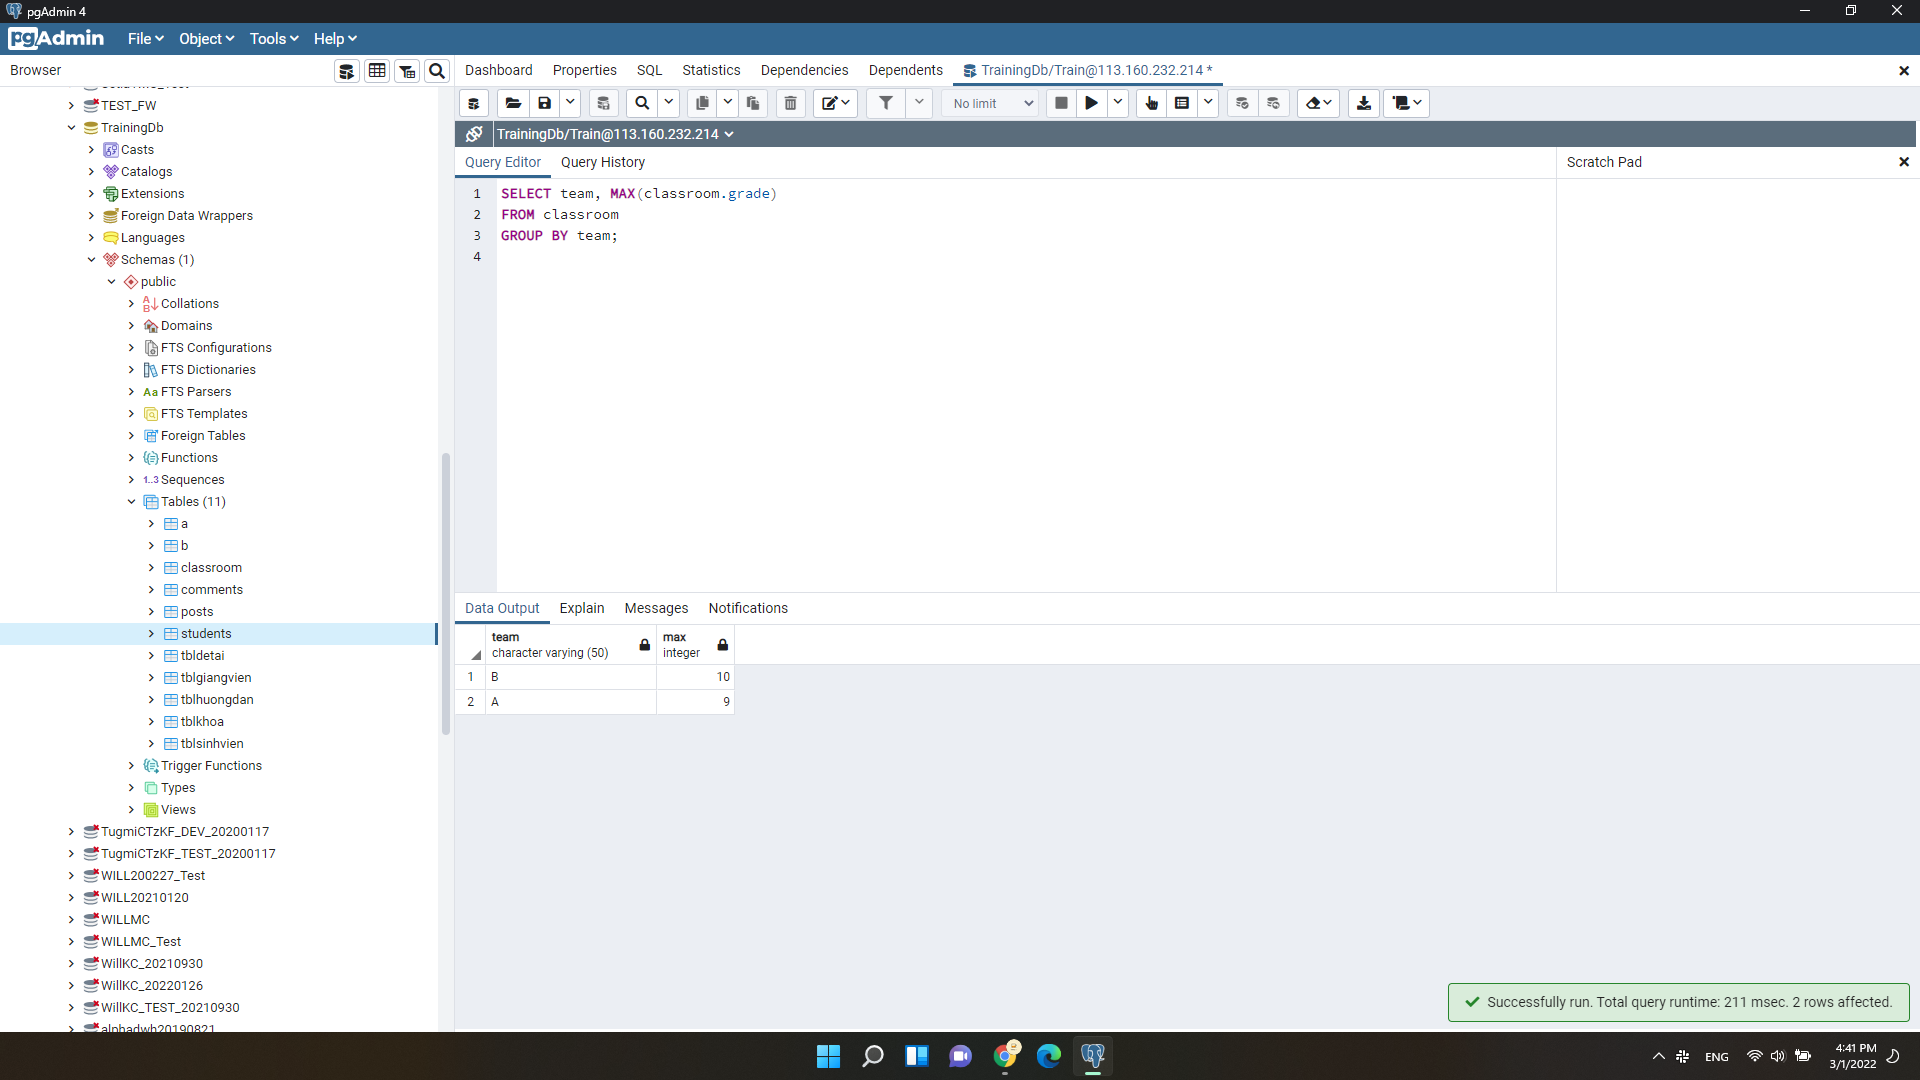 pgAdmin 4
pgAdmin
File
Object
Tools
Help
Browser
Dashboard
Properties
SQL
Statistics
Dependencies
Dependents
TrainingDb/Train@113.160.232.214 *
No limit
TrainingDb/Train@113.160.232.214
Query Editor
Query History
Scratch Pad
1 SELECT team, MAX(classroom.grade)
2 FROM classroom
3 GROUP BY team;
4
TEST_FW
TrainingDb
Casts
Catalogs
Extensions
Foreign Data Wrappers
Languages
Schemas (1)
public
Collations
Domains
FTS Configurations
FTS Dictionaries
Aa FTS Parsers
FTS Templates
Foreign Tables
Functions
1..3 Sequences
Tables (11)
a
b
classroom
comments
posts
students
tbldetai
tblgiangvien
tblhuongdan
tblkhoa
tblsinhvien
Trigger Functions
Types
Views
TugmiCTzKF_DEV_20200117
TugmiCTzKF_TEST_20200117
WILL200227_Test
WILL20210120
WILLMC
WILLMC_Test
WillKC_20210930
WillKC_20220126
WillKC_TEST_20210930
alphadwh20190821
Data Output
Explain
Messages
Notifications
team
character varying (50)
max
integer
1 B 10
2 A 9
Successfully run. Total query runtime: 211 msec. 2 rows affected.
ENG
4:41 PM
3/1/2022